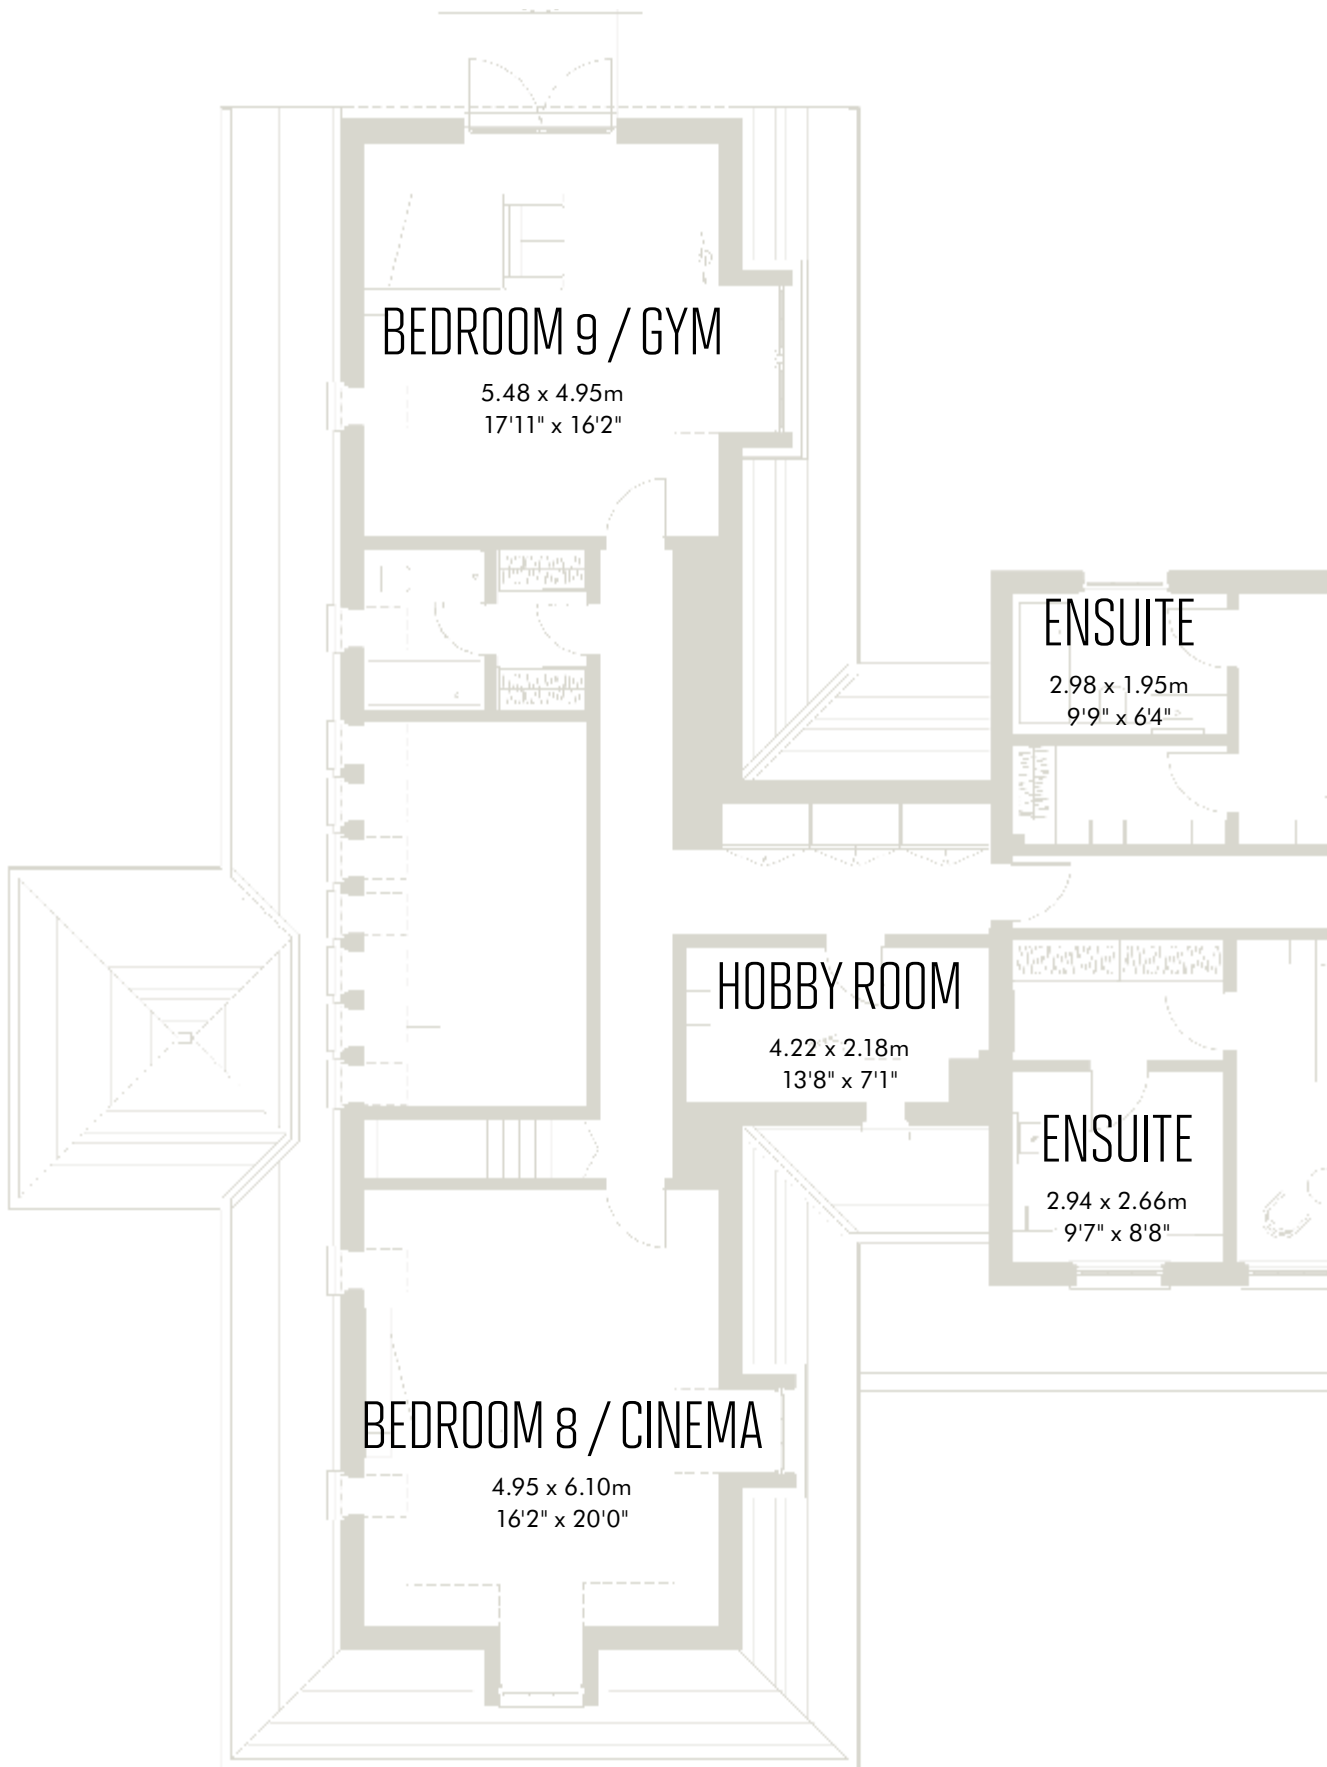 BEDROOM 9 / GYM
5.48 x 4.95m
17'11" x 16'2"
ENSUITE
2.98 x 1.95m
9'9" x 6'4"
HOBBY ROOM
4.22 x 2.18m
13'8" x 7'1"
ENSUITE
2.94 x 2.66m
9'7" x 8'8"
BEDROOM 8 / CINEMA
4.95 x 6.10m
16'2" x 20'0"